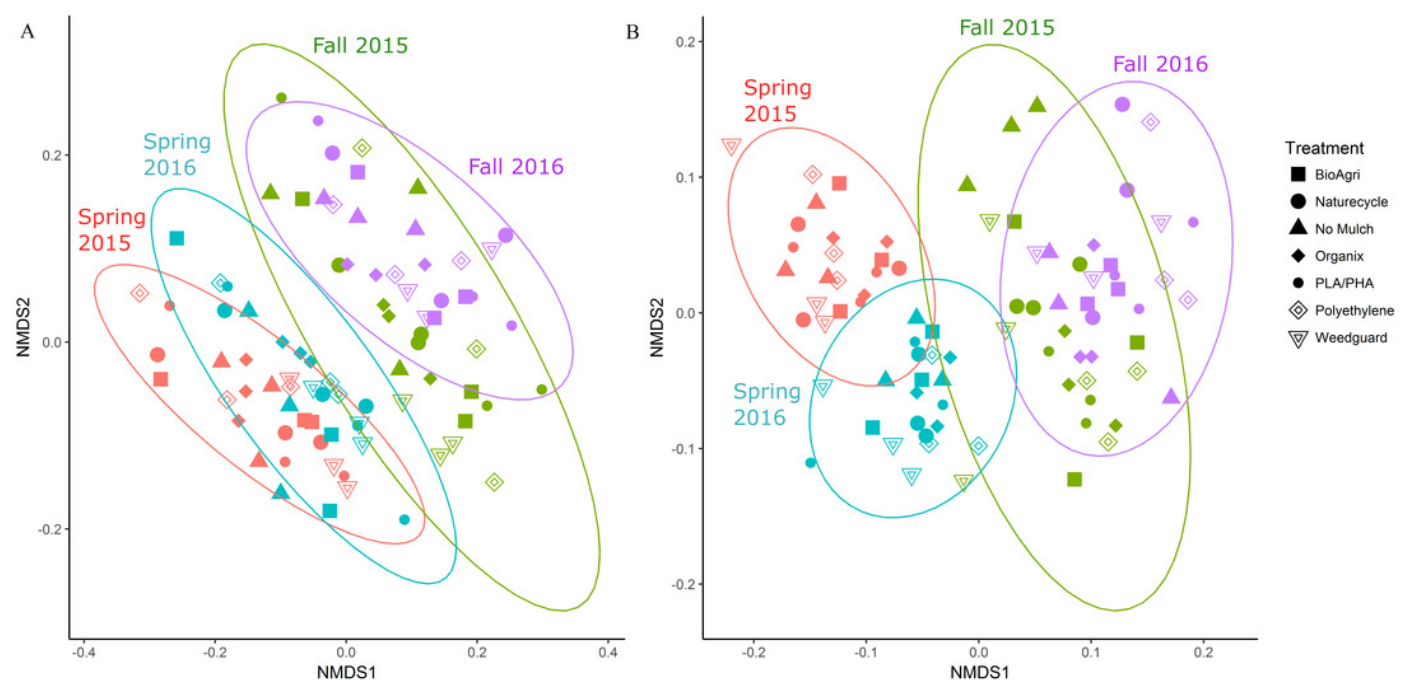 A
Fall 2015
Spring
2016
Fall 2016
Spring
2015
NMDS2
0.2
0.0
-0.2
-0.4
-0.2
0.0
0.2
0.4
NMDS1
B
Fall 2015
Fall 2016
Spring
2015
Spring
2016
NMDS2
0.2
0.1
0.0
-0.1
-0.2
-0.2
-0.1
0.0
0.1
0.2
NMDS1
Treatment
BioAgri
Naturecycle
No Mulch
Organix
PLA/PHA
Polyethylene
Weedguard